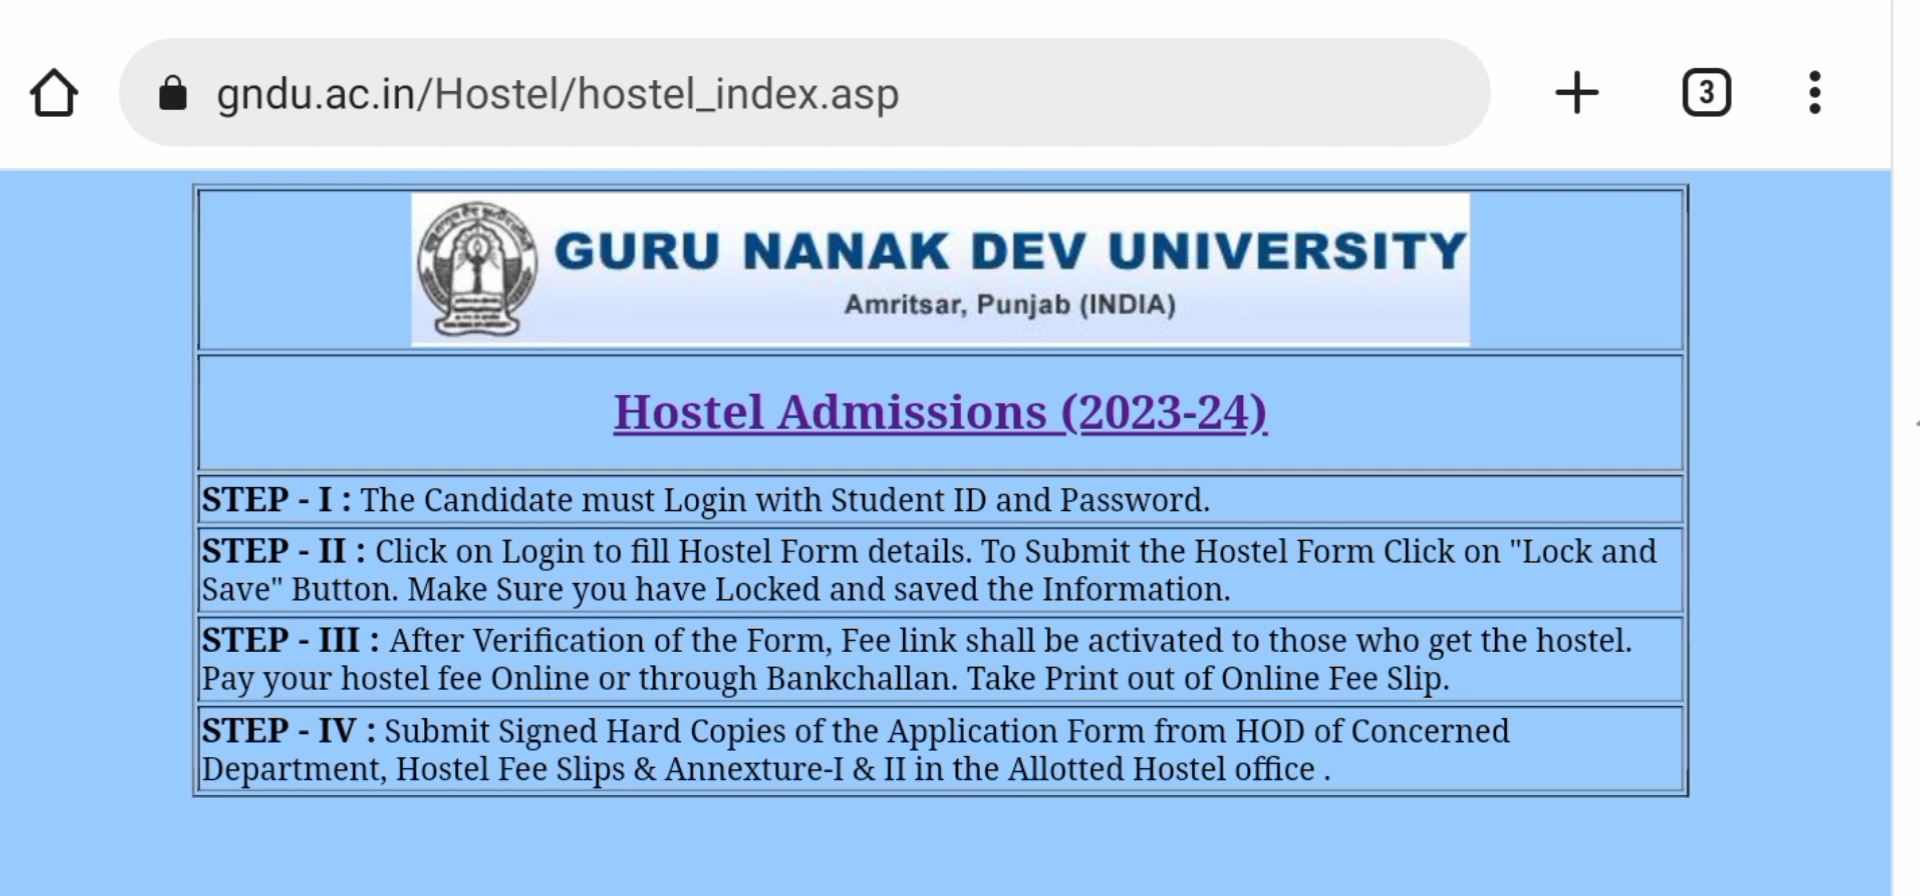 gndu.ac.in/Hostel/hostel_index.asp
3
GURU NANAK DEV UNIVERSITY
Amritsar, Punjab (INDIA)
Hostel Admissions (2023-24)
STEP - I : The Candidate must Login with Student ID and Password.
STEP - II : Click on Login to fill Hostel Form details. To Submit the Hostel Form Click on "Lock and
Save" Button. Make Sure you have Locked and saved the Information.
STEP - III : After Verification of the Form, Fee link shall be activated to those who get the hostel.
Pay your hostel fee Online or through Bankchallan. Take Print out of Online Fee Slip.
STEP - IV : Submit Signed Hard Copies of the Application Form from HOD of Concerned
Department, Hostel Fee Slips & Annexture-I & II in the Allotted Hostel office .